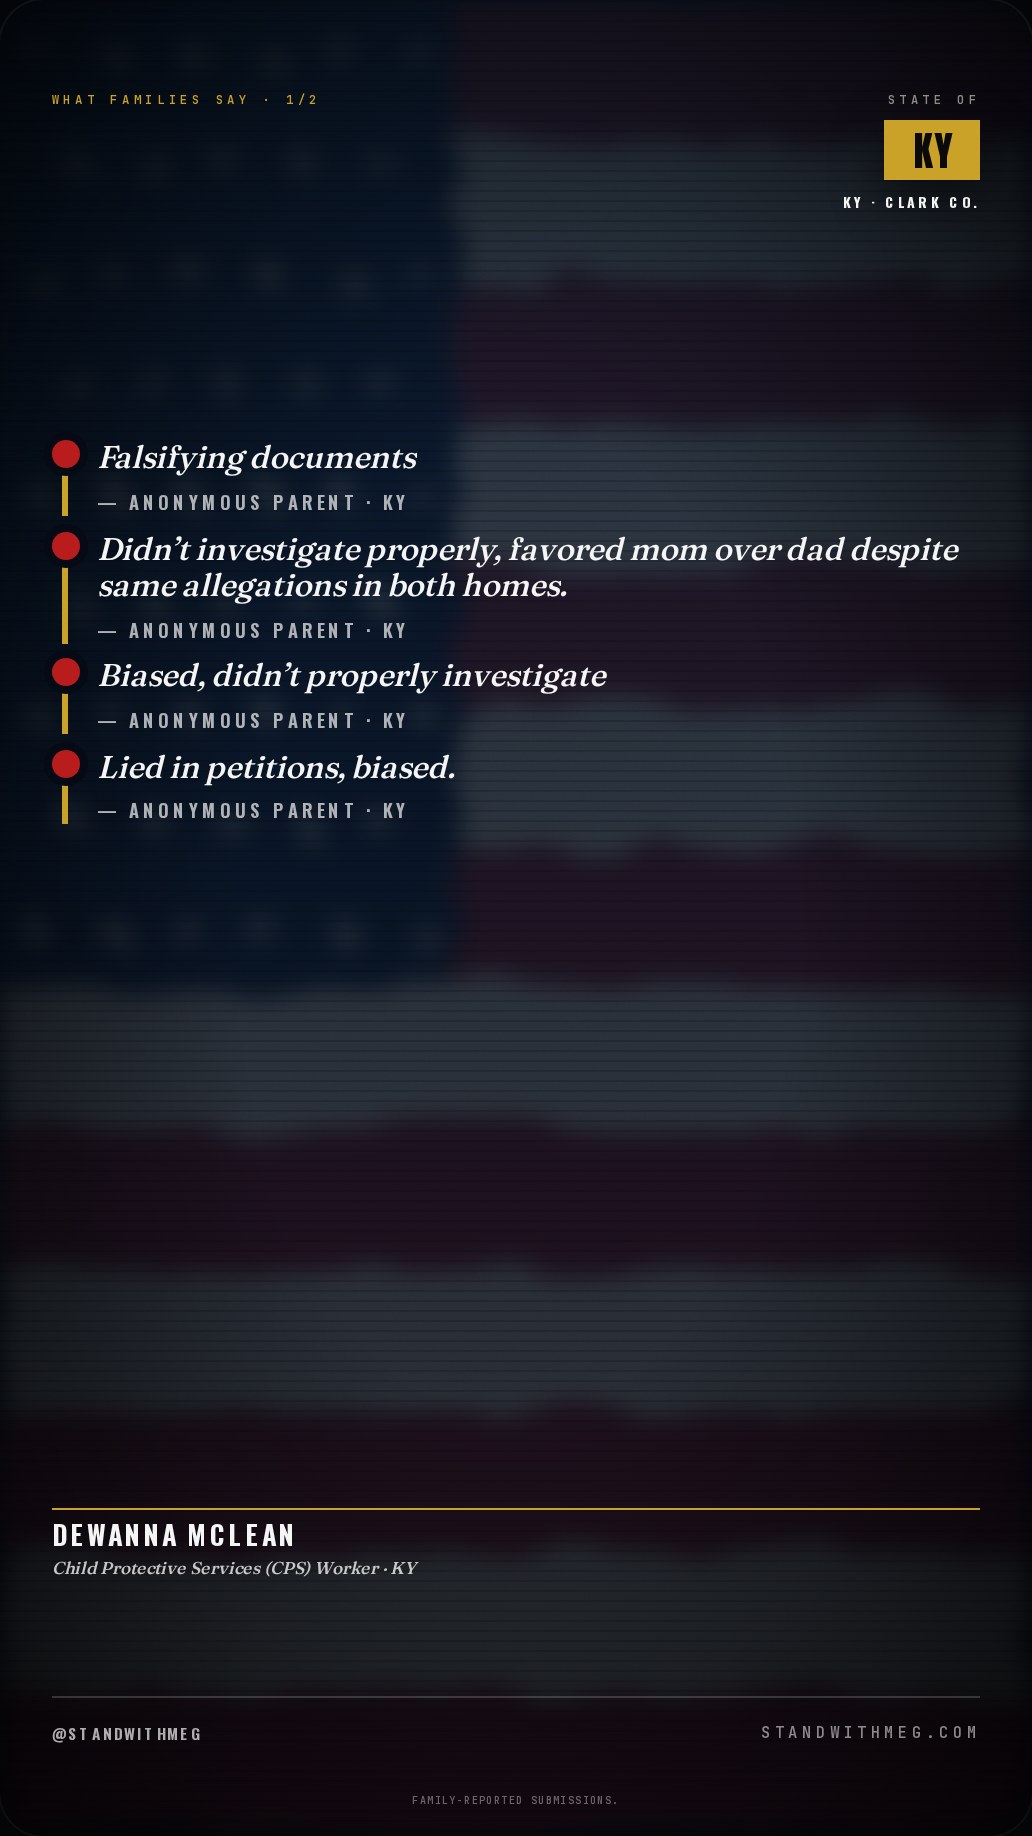 WHAT FAMILIES SAY · 1/2
STATE OF
KY
KY · CLARK CO.
Falsifying documents
— ANONYMOUS PARENT · KY
Didn’t investigate properly, favored mom over dad despite
same allegations in both homes.
— ANONYMOUS PARENT · KY
Biased, didn’t properly investigate
— ANONYMOUS PARENT · KY
Lied in petitions, biased.
— ANONYMOUS PARENT · KY
DEWANNA MCLEAN
Child Protective Services (CPS) Worker · KY
@STANDWITHMEG
STANDWITHMEG.COM
FAMILY-REPORTED SUBMISSIONS.